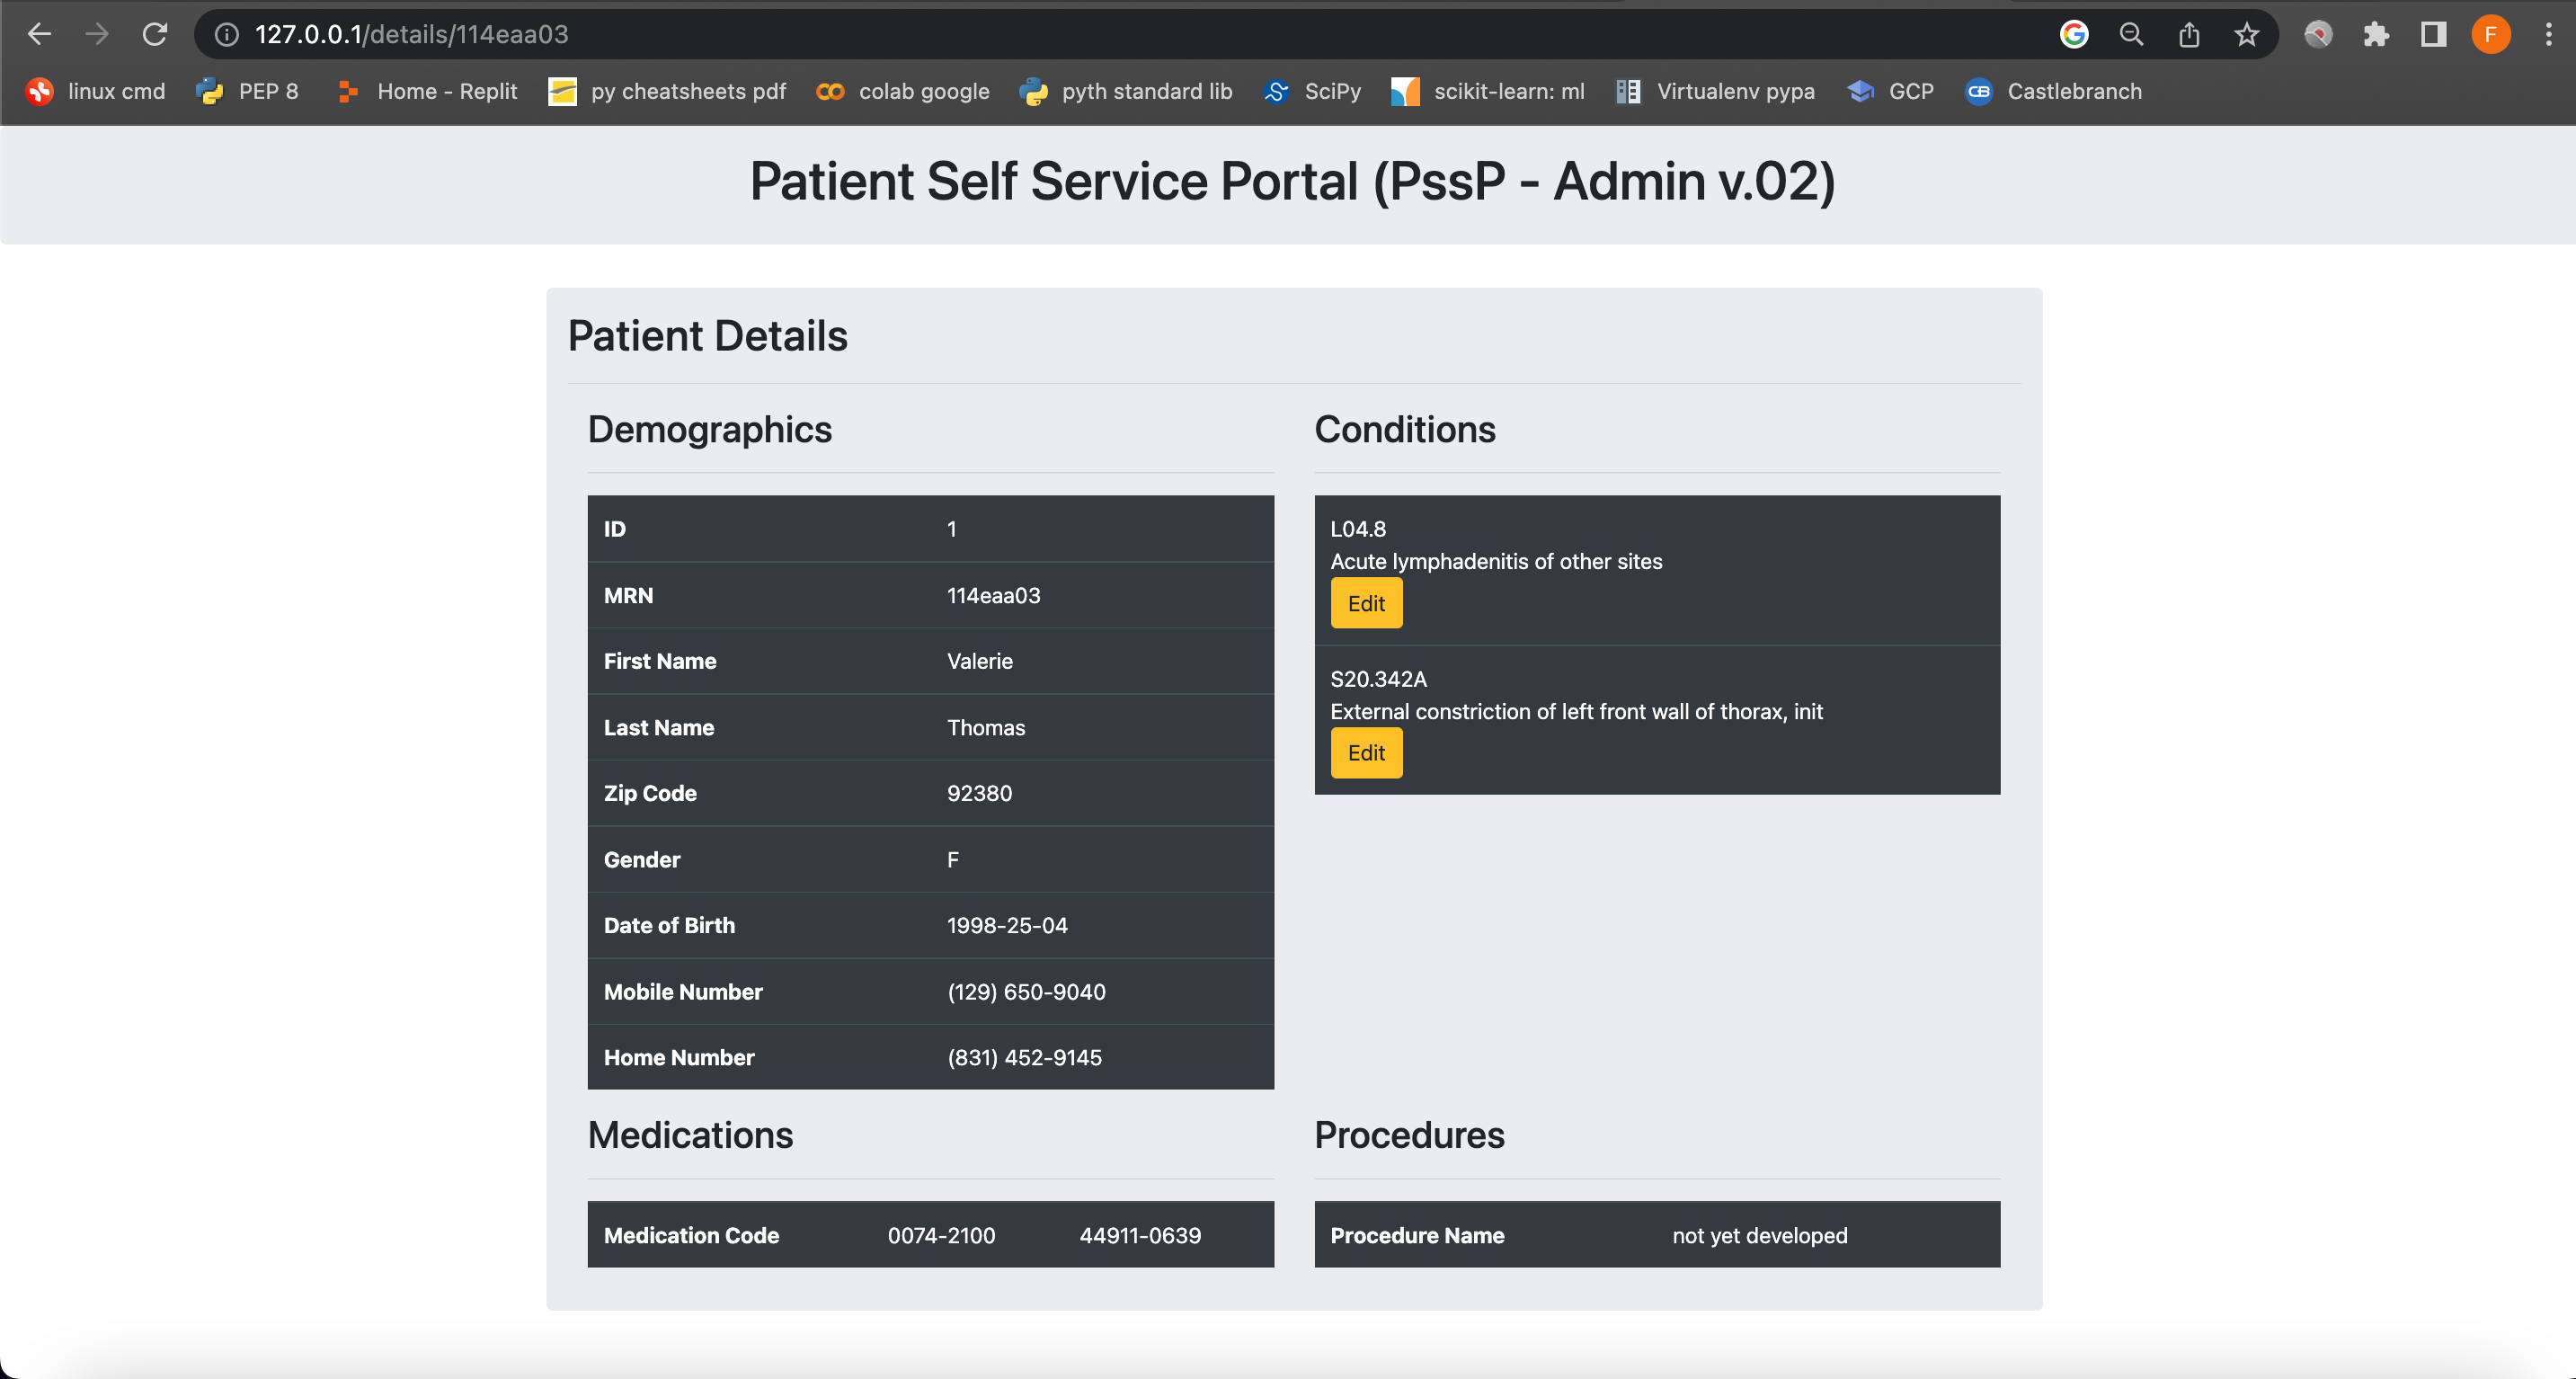 127.0.0.1/details/114eaa03
F
linux cmd PEP 8 Home - Replit py cheatsheets pdf colab google pyth standard lib SciPy scikit-learn: ml Virtualenv pypa GCP CB Castlebranch
Patient Self Service Portal (PssP - Admin v.02)
Patient Details
Demographics
ID 1
MRN 114eaa03
First Name Valerie
Last Name Thomas
Zip Code 92380
Gender F
Date of Birth 1998-25-04
Mobile Number (129) 650-9040
Home Number (831) 452-9145
Conditions
L04.8
Acute lymphadenitis of other sites
Edit
S20.342A
External constriction of left front wall of thorax, init
Edit
Medications
Medication Code 0074-2100 44911-0639
Procedures
Procedure Name not yet developed